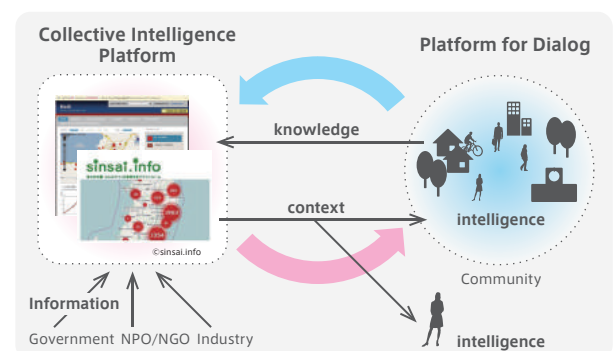 Collective Intelligence
Platform
Platform for Dialog
knowledge
sinsai.info
context
intelligence
©sinsai.info
Community
Information
Government NPO/NGO Industry
intelligence